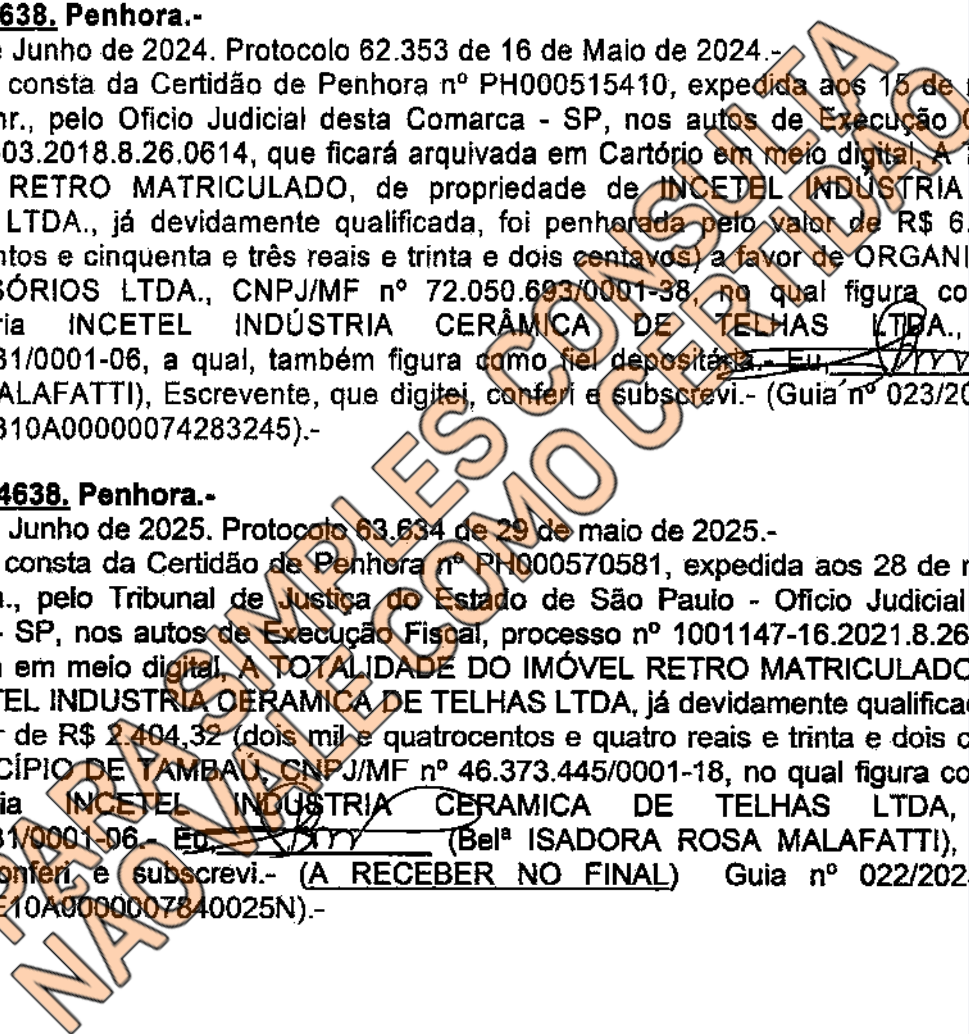 638. Penhora.-
e Junho de 2024. Protocolo 62.353 de 16 de Maio de 2024.-
consta da Certidão de Penhora nº PH000515410, expedida aos 15 de
nr., pelo Oficio Judicial desta Comarca - SP, nos autos de Execução
03.2018.8.26.0614, que ficará arquivada em Cartório em meio digital, A
RETRO MATRICULADO, de propriedade de INCETEL INDÚSTRIA
LTDA., já devidamente qualificada, foi penhorada pelo valor de R$ 6.
ntos e cinquenta e três reais e trinta e dois centavos) a favor de ORGANI
SÓRIOS LTDA., CNPJ/MF nº 72.050.693/0001-38, no qual figura co
ria INCETEL INDÚSTRIA CERÂMICA DE TELHAS LTDA.,
31/0001-06, a qual, também figura como fiel depositária.- Eu,
ALAFATTI), Escrevente, que digitei, conferi e subscrevi.- (Guia nº 023/20
310A00000074283245).-
4638. Penhora.-
Junho de 2025. Protocolo 63.634 de 29 de maio de 2025.-
consta da Certidão de Penhora nº PH000570581, expedida aos 28 de
., pelo Tribunal de Justiça do Estado de São Paulo - Oficio Judicial
- SP, nos autos de Execução Fiscal, processo nº 1001147-16.2021.8.26
em meio digital, A TOTALIDADE DO IMÓVEL RETRO MATRICULADO
TEL INDUSTRIA CERAMICA DE TELHAS LTDA, já devidamente qualifica
r de R$ 2.404,32 (dois mil e quatrocentos e quatro reais e trinta e dois c
CÍPIO DE TAMBAÚ, CNPJ/MF nº 46.373.445/0001-18, no qual figura co
ria INCETEL INDUSTRIA CERAMICA DE TELHAS LTDA,
31/0001-06.- Eu, (Belª ISADORA ROSA MALAFATTI),
onferi e subscrevi.- (A RECEBER NO FINAL) Guia nº 022/202
E10A0000007840025N).-
PARA SIMPLES CONSULTA
NÃO VALE COMO CERTIDÃO